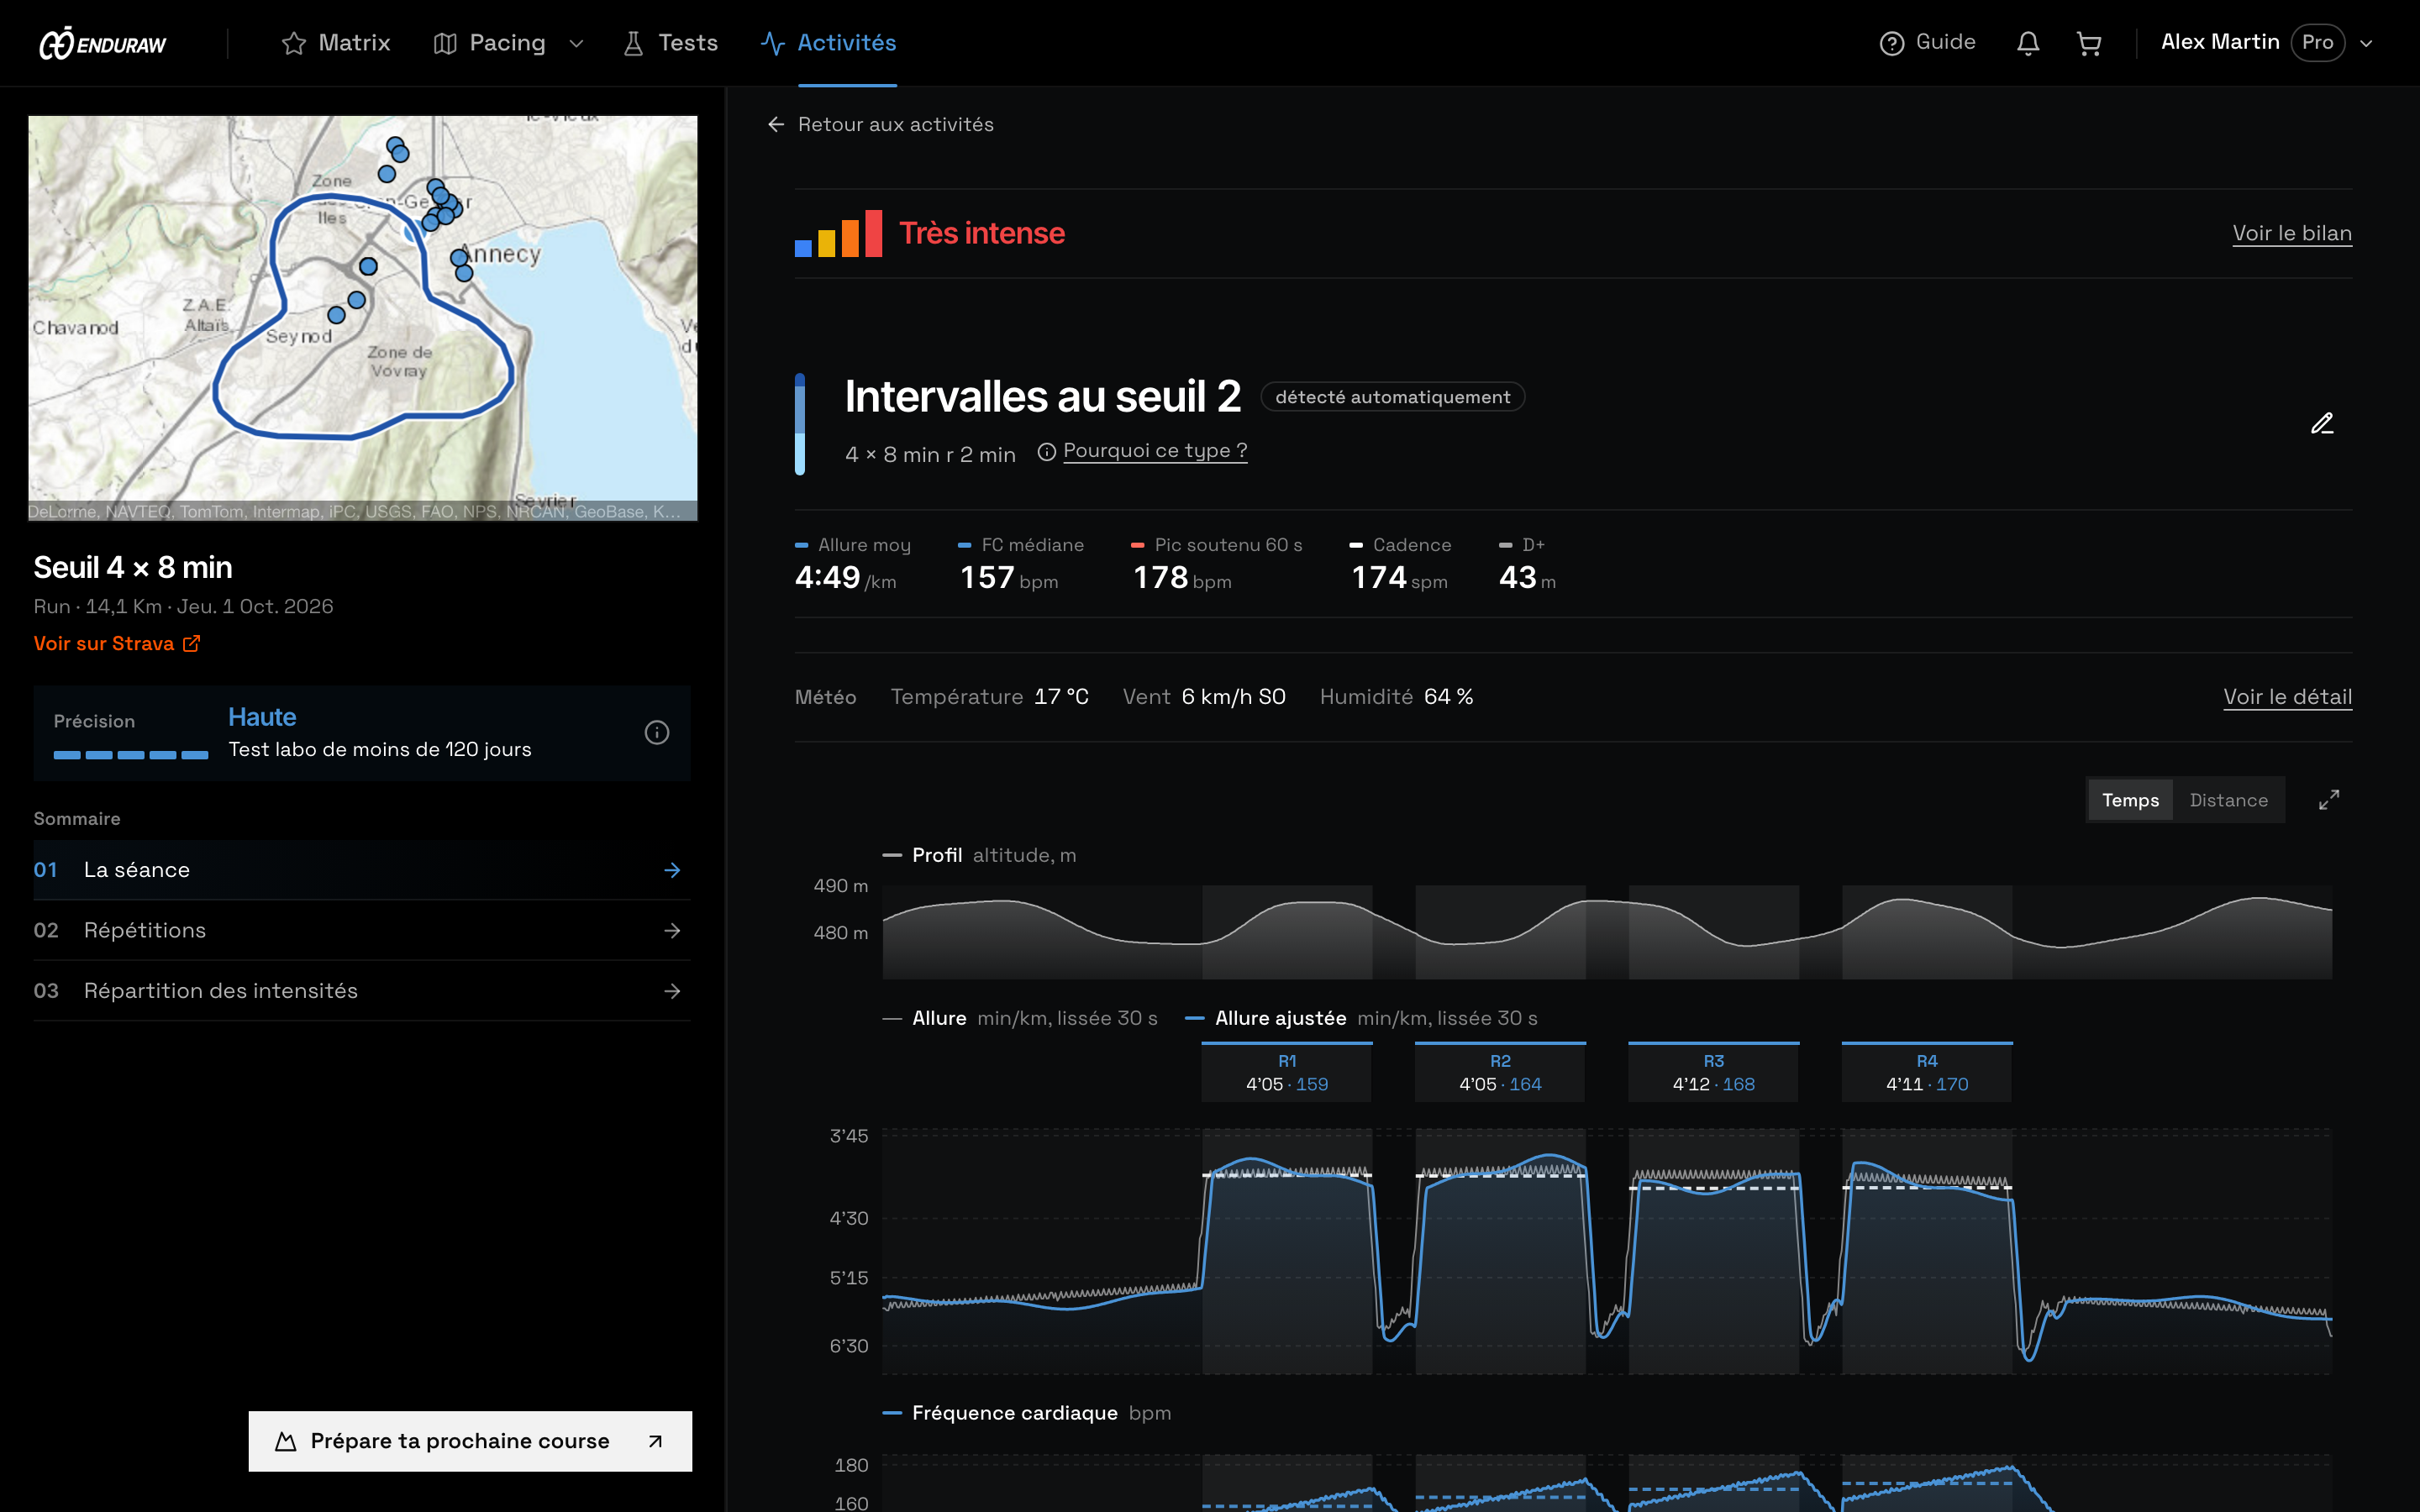 ENDURAW
Matrix
Pacing
Tests
Activités
Guide
Alex Martin
Pro
Zone
Iles
Annecy
Z.A.E.
Altaïs
Chavanod
Seynod
Zone de
Vovray
Sevrier
DeLorme, NAVTEQ, TomTom, Intermap, iPC, USGS, FAO, NPS, NRCAN, GeoBase, K...
Seuil 4 × 8 min
Run · 14,1 Km · Jeu. 1 Oct. 2026
Voir sur Strava
Précision
Haute
Test labo de moins de 120 jours
Sommaire
01 La séance
02 Répétitions
03 Répartition des intensités
Prépare ta prochaine course
Retour aux activités
Très intense
Voir le bilan
Intervalles au seuil 2
détecté automatiquement
4 × 8 min r 2 min
Pourquoi ce type ?
Allure moy
4:49 /km
FC médiane
157 bpm
Pic soutenu 60 s
178 bpm
Cadence
174 spm
D+
43 m
Météo Température 17 °C Vent 6 km/h SO Humidité 64 %
Voir le détail
Temps
Distance
Profil altitude, m
490 m
480 m
Allure min/km, lissée 30 s
Allure ajustée min/km, lissée 30 s
R1
4'05 · 159
R2
4'05 · 164
R3
4'12 · 168
R4
4'11 · 170
3'45
4'30
5'15
6'30
Fréquence cardiaque bpm
180
160